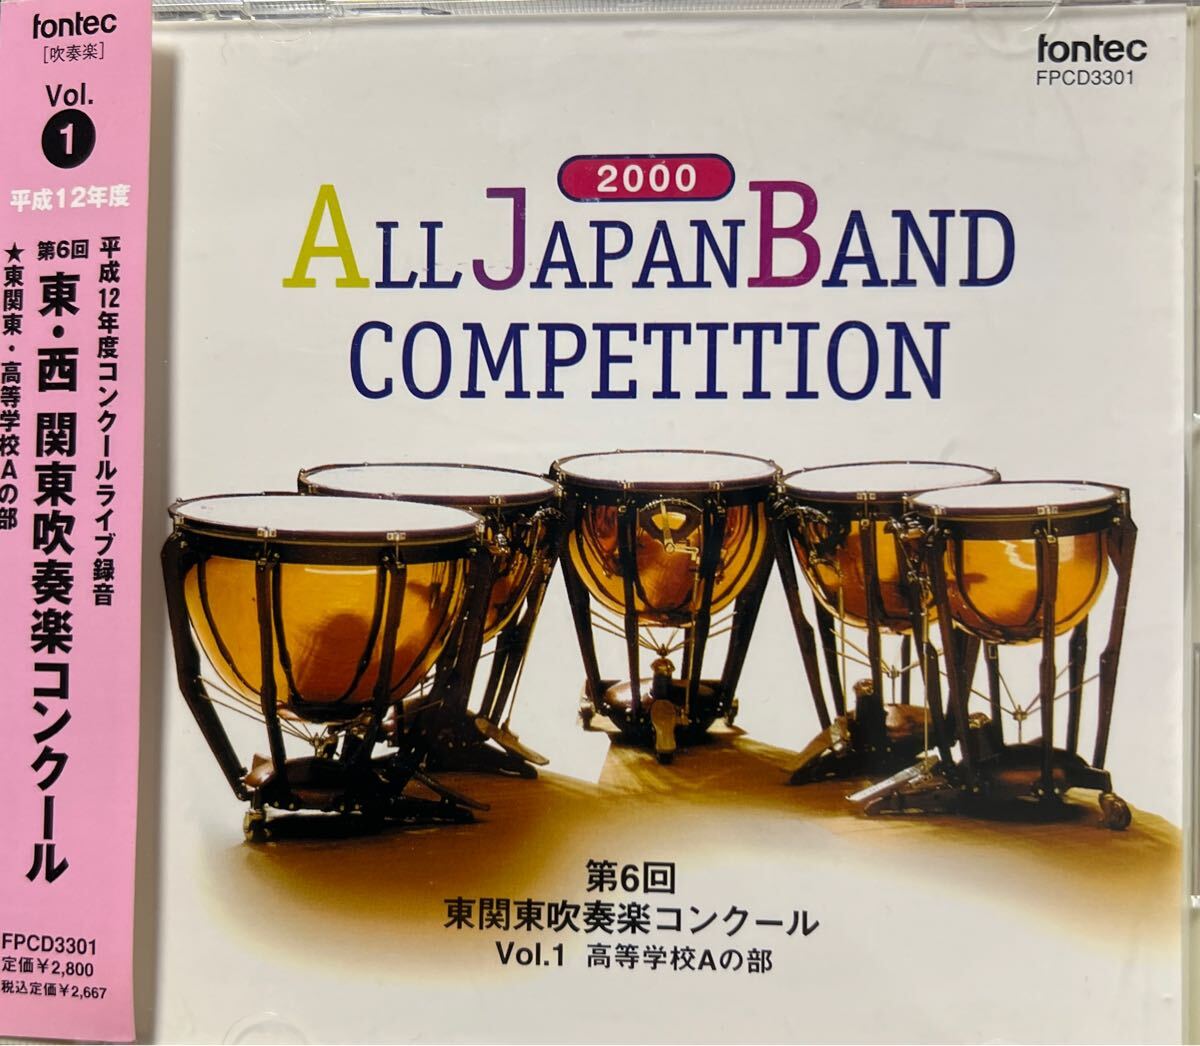 fontec
[吹奏楽]
Vol.
1
平成12年度
平成12年度コンクールライブ録音
第6回
東・西 関東吹奏楽コンクール
★東関東・高等学校Aの部
FPCD3301
定価¥2,800
税込定価¥2,667
fontec
FPCD3301
2000
ALL JAPAN BAND
COMPETITION
第6回
東関東吹奏楽コンクール
Vol.1 高等学校Aの部